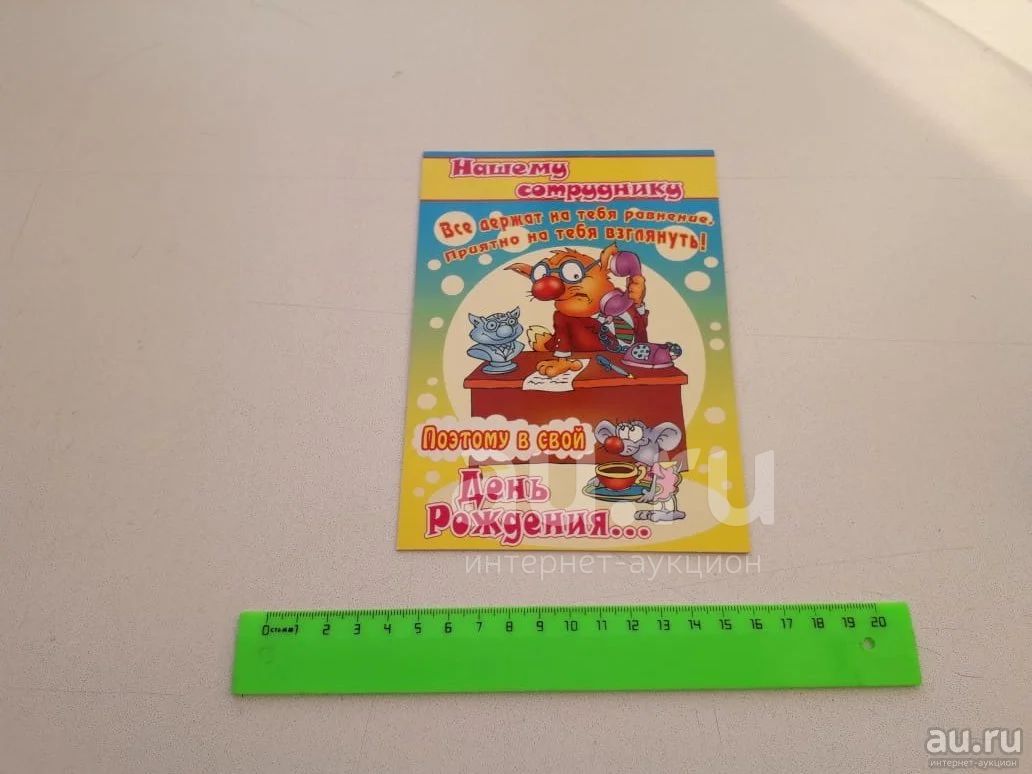 Нашему
сотруднику
Все держат на тебя равнение,
Приятно на тебя взглянуть!
Поэтому в свой
День
Рождения...
au.ru
интернет-аукцион
0 1 2 3 4 5 6 7 8 9 10 11 12 13 14 15 16 17 18 19 20
au.ru
интернет-аукцион